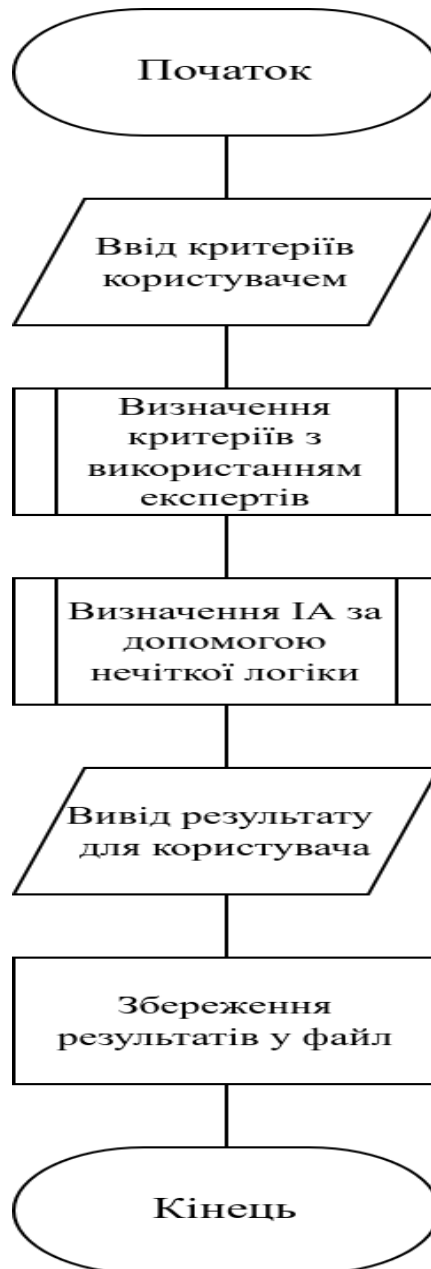 Початок
Ввід критеріїв
користувачем
Визначення
критеріїв з
використанням
експертів
Визначення ІА за
допомогою
нечіткої логіки
Вивід результату
для користувача
Збереження
результатів у файл
Кінець